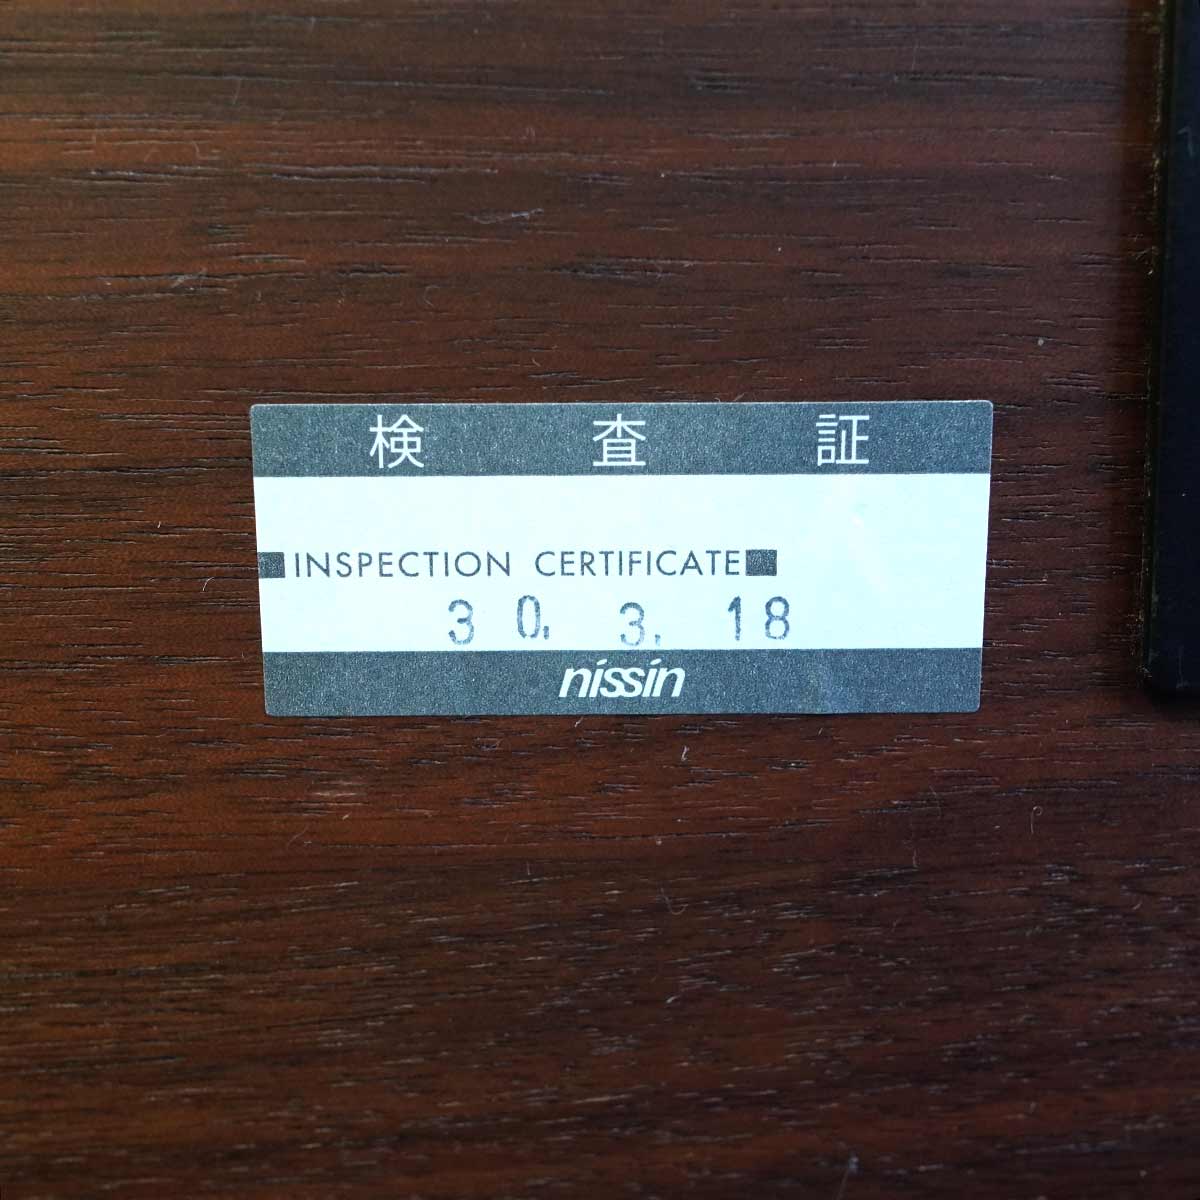 検査証
INSPECTION CERTIFICATE
30. 3. 18
nissin